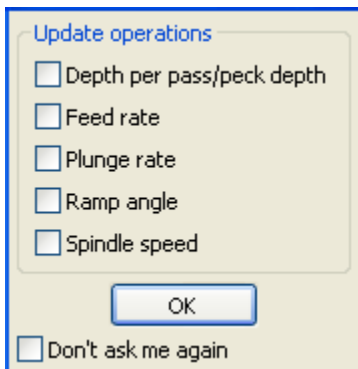 Update operations
Depth per pass/peck depth
Feed rate
Plunge rate
Ramp angle
Spindle speed
OK
Don't ask me again